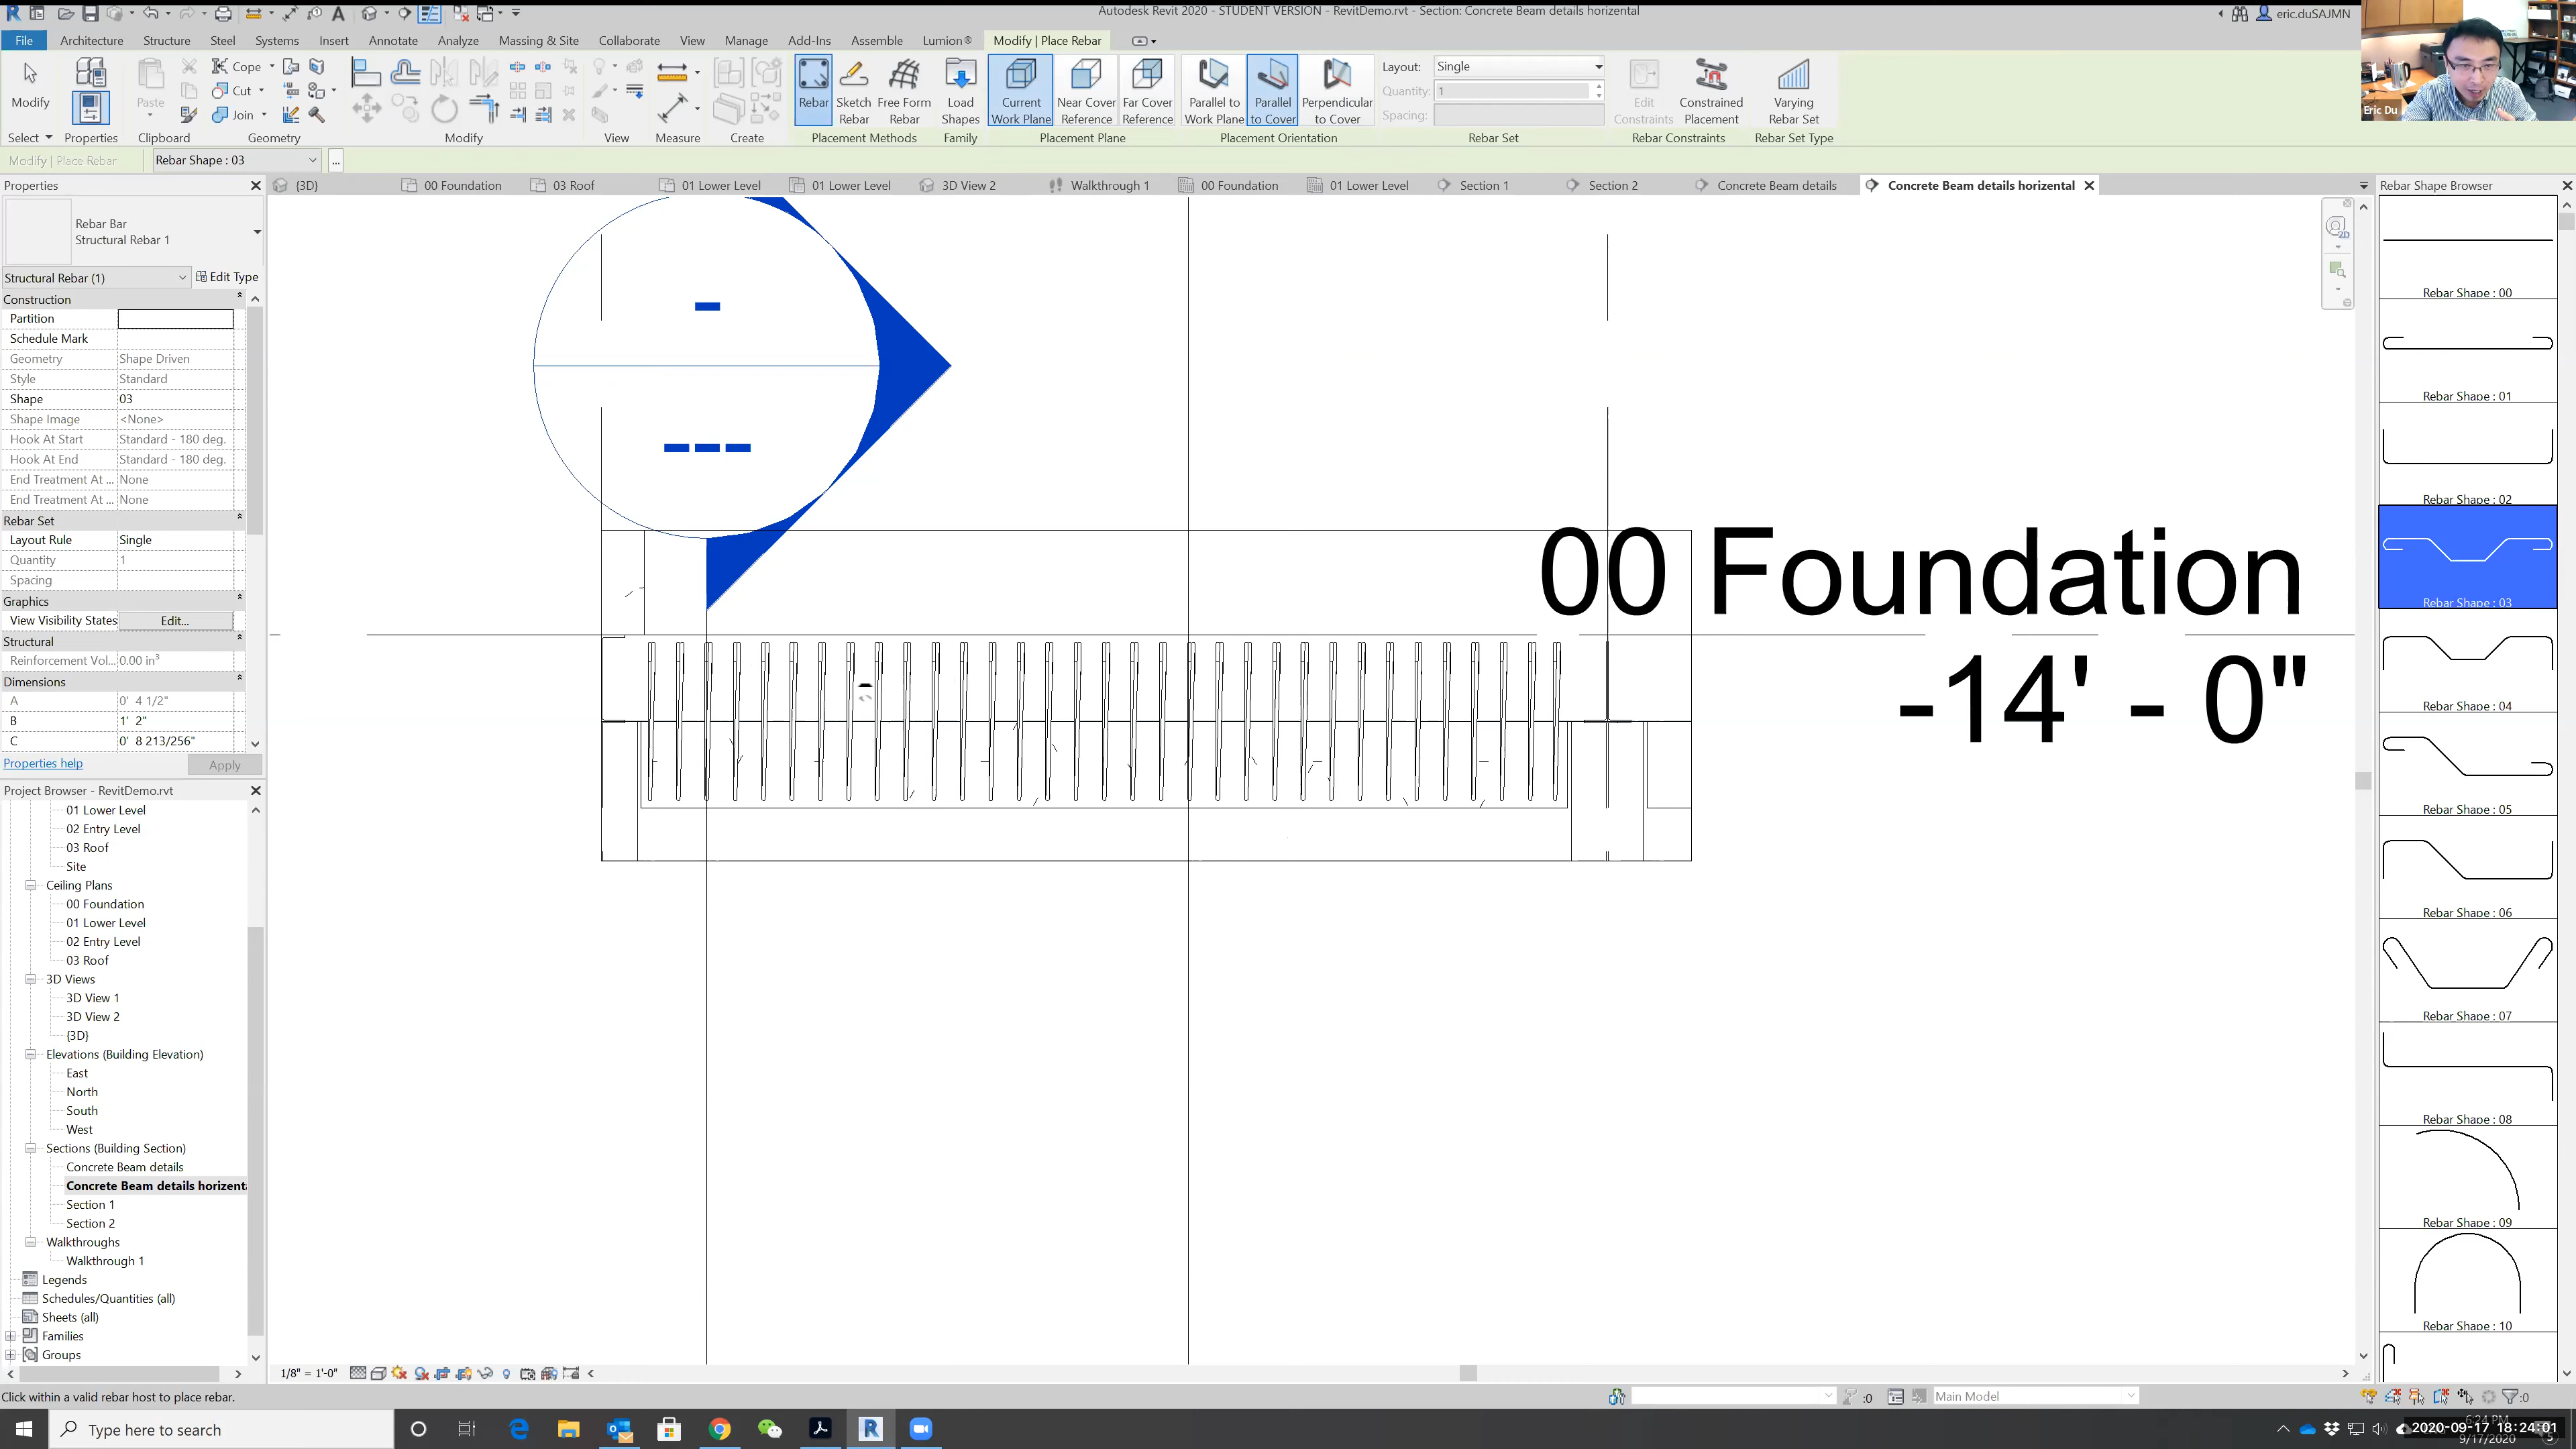 Autodesk Revit 2020 - STUDENT VERSION - RevitDemo.rvt - Section: Concrete Beam details horizental
eric.duSAJMN
File Architecture Structure Steel Systems Insert Annotate Analyze Massing & Site Collaborate View Manage Add-Ins Assemble Lumion® Modify | Place Rebar
Modify
Paste
Cope
Cut
Join
Rebar
Sketch Rebar
Free Form Rebar
Load Shapes
Current Work Plane
Near Cover Reference
Far Cover Reference
Parallel to Work Plane
Parallel to Cover
Perpendicular to Cover
Layout: Single
Quantity: 1
Spacing:
Edit Constraints
Constrained Placement
Varying Rebar Set
Eric Du
Select Properties Clipboard Geometry Modify View Measure Create Placement Methods Family Placement Plane Placement Orientation Rebar Set Rebar Constraints Rebar Set Type
Modify | Place Rebar Rebar Shape : 03 ...
Properties
{3D} 00 Foundation 03 Roof 01 Lower Level 01 Lower Level 3D View 2 Walkthrough 1 00 Foundation 01 Lower Level Section 1 Section 2 Concrete Beam details Concrete Beam details horizental
Rebar Shape Browser
Rebar Bar
Structural Rebar 1
Structural Rebar (1) Edit Type
Construction
Partition
Schedule Mark
Geometry Shape Driven
Style Standard
Shape 03
Shape Image <None>
Hook At Start Standard - 180 deg.
Hook At End Standard - 180 deg.
End Treatment At ... None
End Treatment At ... None
Rebar Set
Layout Rule Single
Quantity 1
Spacing
Graphics
View Visibility States Edit...
Structural
Reinforcement Vol... 0.00 in³
Dimensions
A 0' 4 1/2"
B 1' 2"
C 0' 8 213/256"
Properties help Apply
Project Browser - RevitDemo.rvt
01 Lower Level
02 Entry Level
03 Roof
Site
Ceiling Plans
00 Foundation
01 Lower Level
02 Entry Level
03 Roof
3D Views
3D View 1
3D View 2
{3D}
Elevations (Building Elevation)
East
North
South
West
Sections (Building Section)
Concrete Beam details
Concrete Beam details horizent
Section 1
Section 2
Walkthroughs
Walkthrough 1
Legends
Schedules/Quantities (all)
Sheets (all)
Families
Groups
00 Foundation
-14' - 0"
Rebar Shape : 00
Rebar Shape : 01
Rebar Shape : 02
Rebar Shape : 03
Rebar Shape : 04
Rebar Shape : 05
Rebar Shape : 06
Rebar Shape : 07
Rebar Shape : 08
Rebar Shape : 09
Rebar Shape : 10
1/8" = 1'-0"
Click within a valid rebar host to place rebar.
:0 Main Model :0
Type here to search
6:24 PM
2020-09-17 18:24:01
9/17/2020